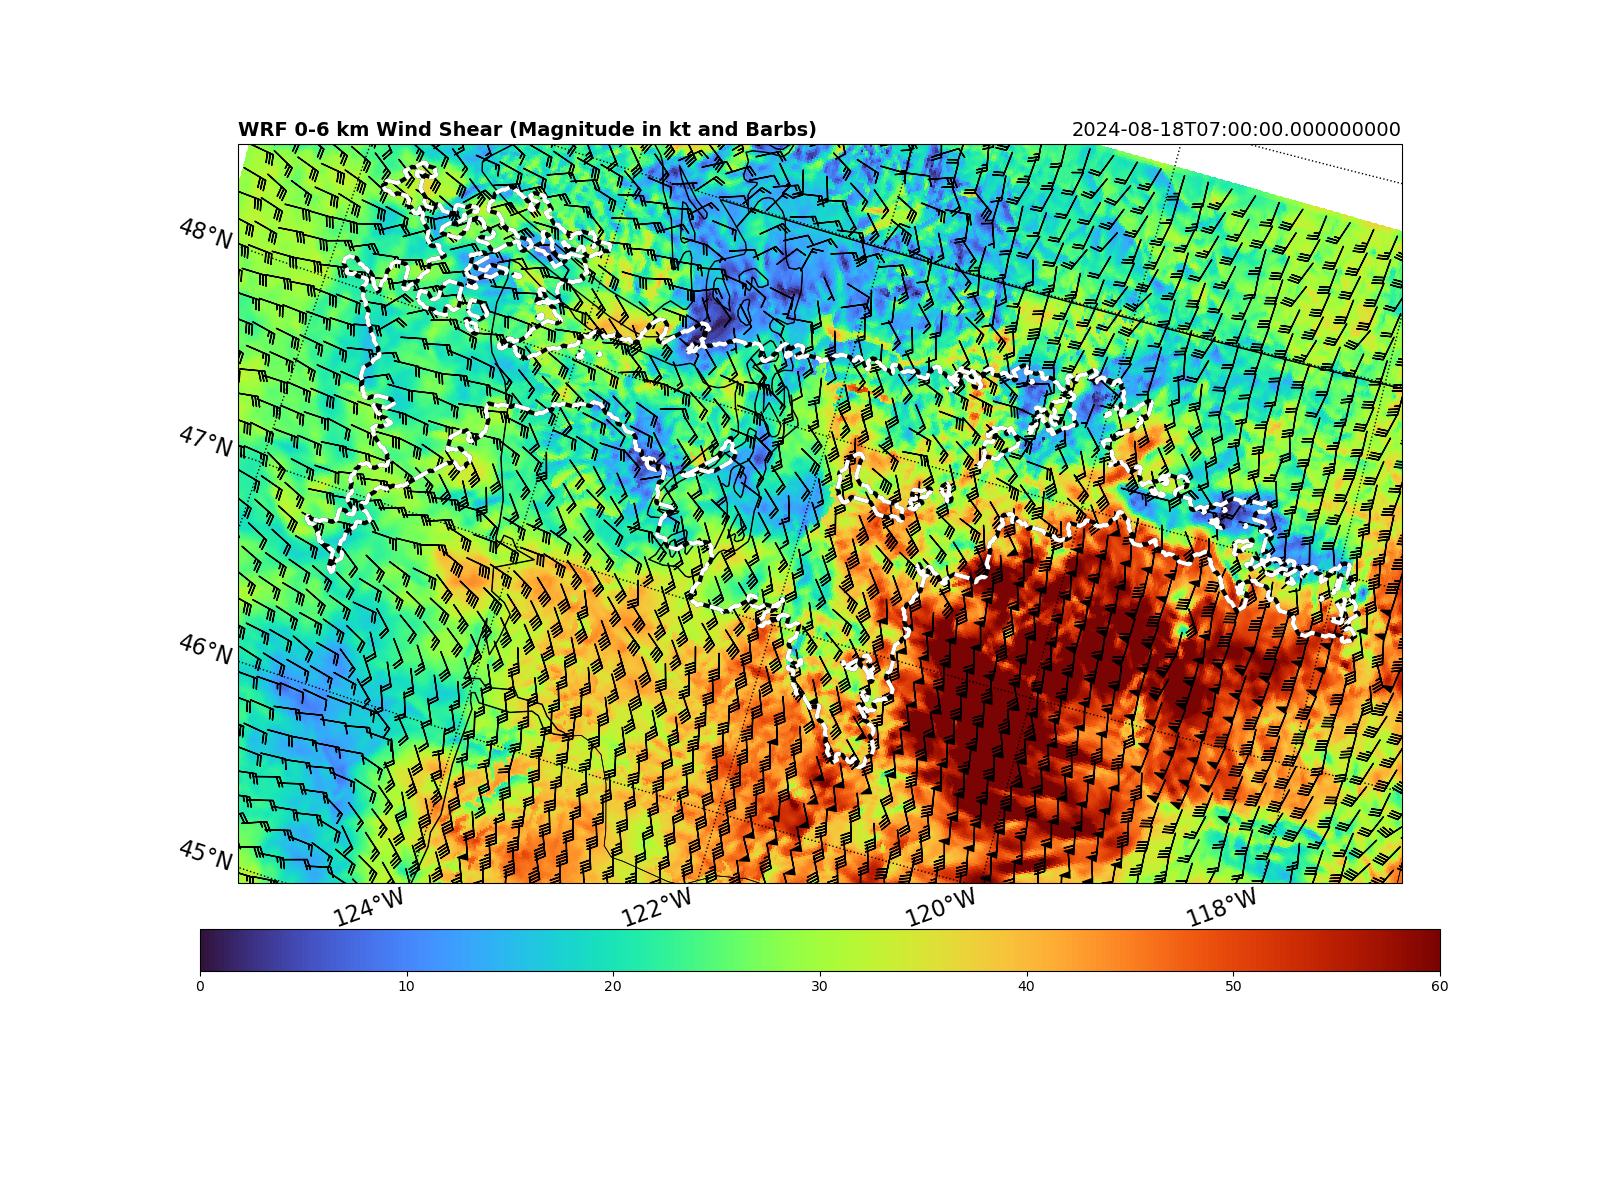 WRF 0-6 km Wind Shear (Magnitude in kt and Barbs)
2024-08-18T07:00:00.000000000
48°N
47°N
46°N
45°N
124°W
122°W
120°W
118°W
0
10
20
30
40
50
60